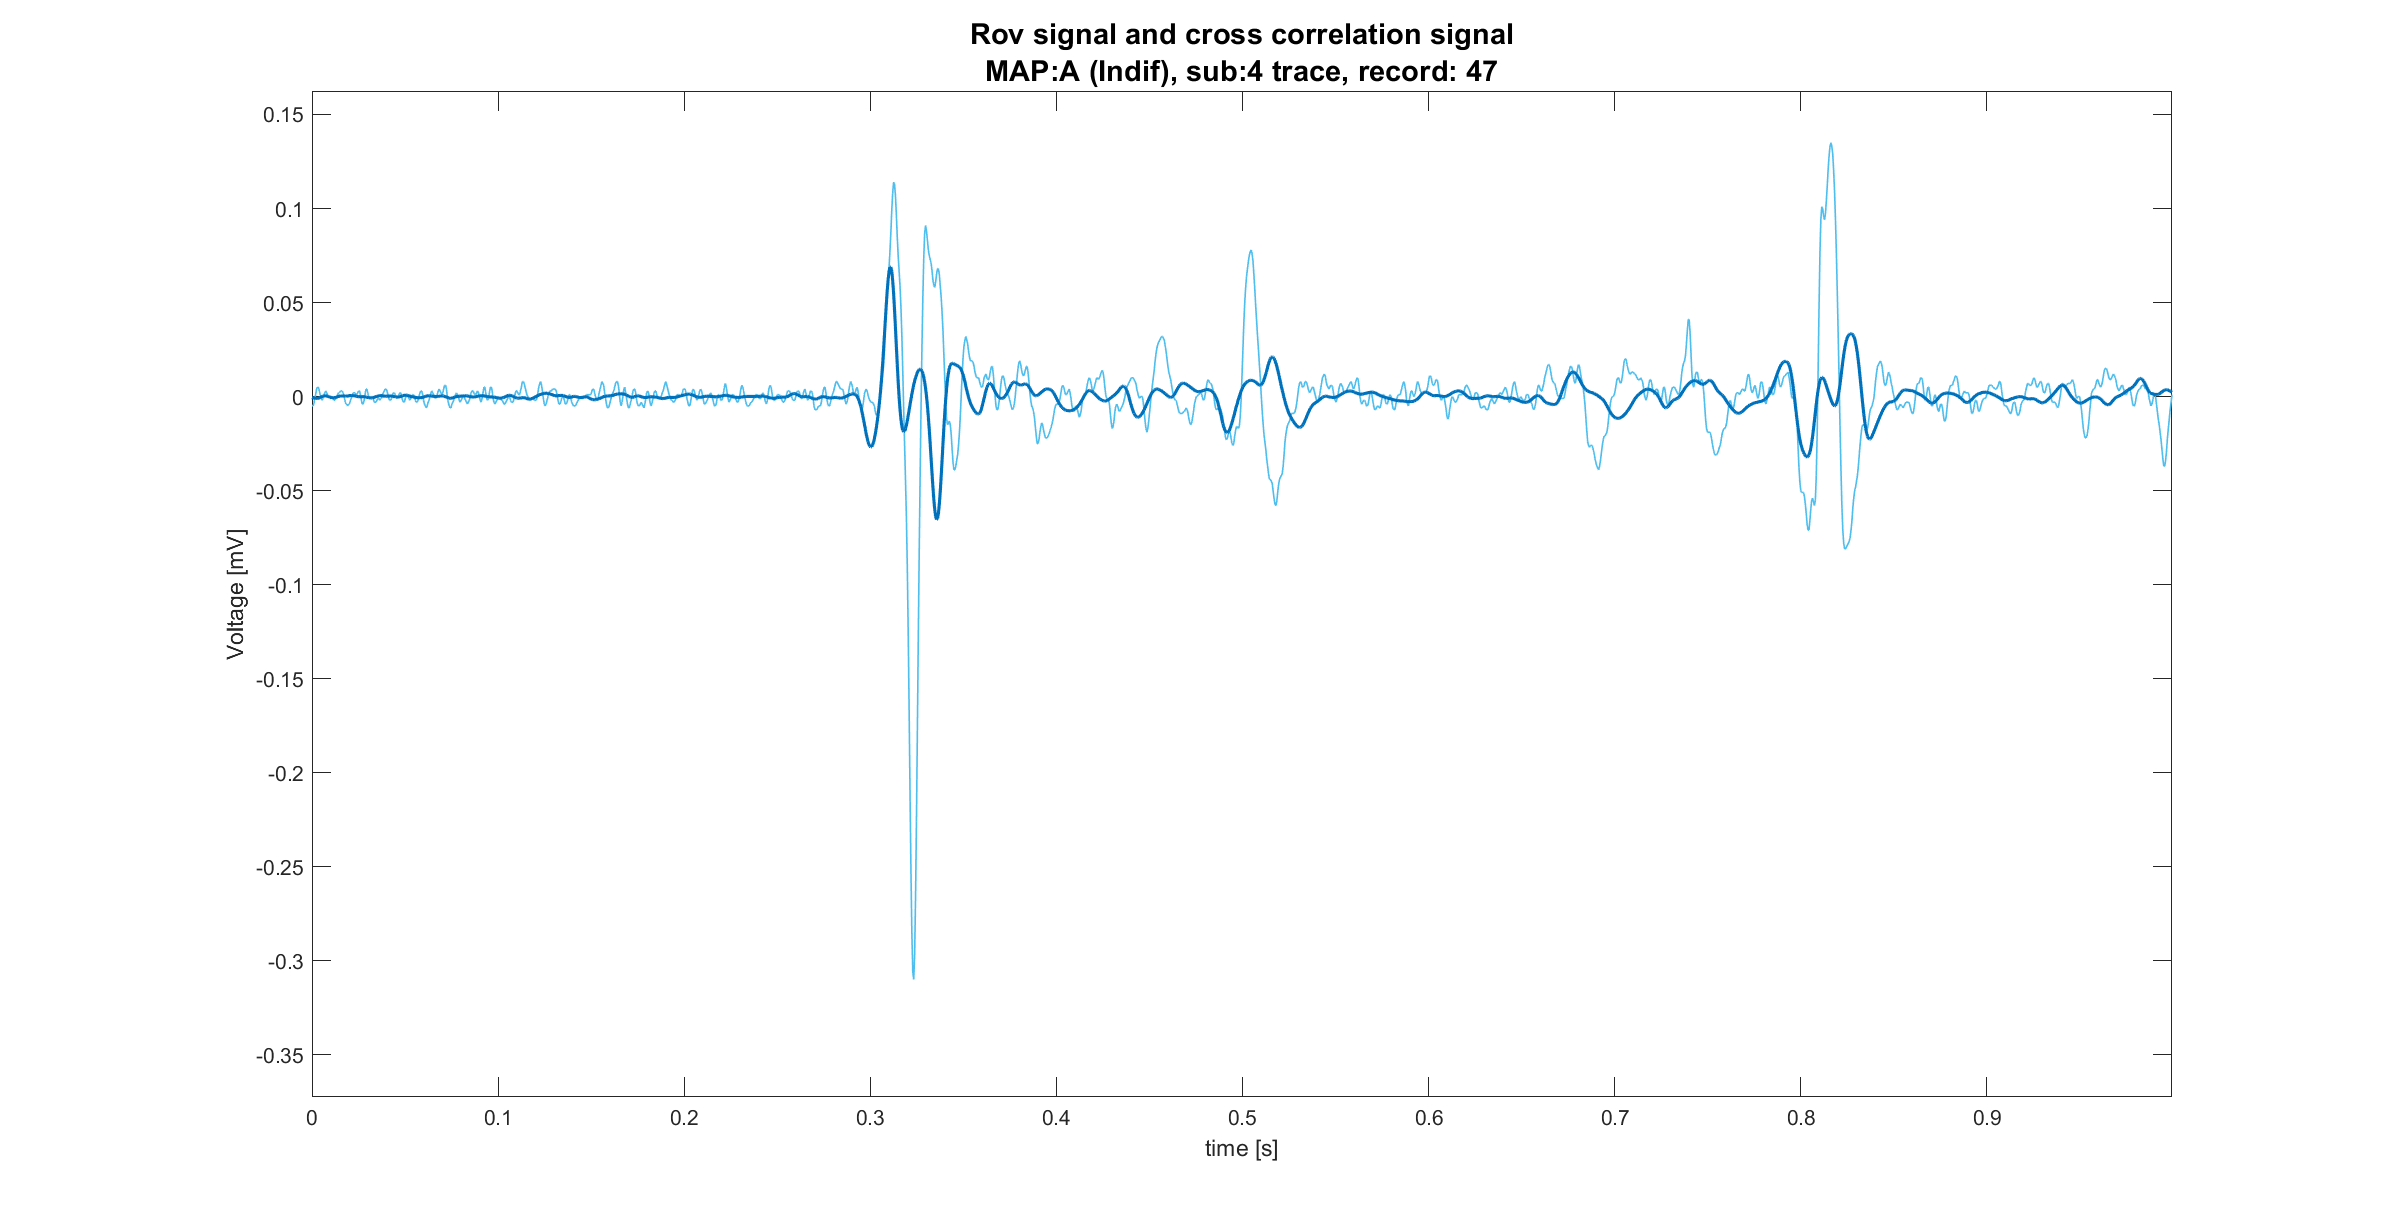 Rov signal and cross correlation signal
MAP:A (Indif), sub:4 trace, record: 47
0.15
0.1
0.05
0
-0.05
-0.1
-0.15
-0.2
-0.25
-0.3
-0.35
Voltage [mV]
0 0.1 0.2 0.3 0.4 0.5 0.6 0.7 0.8 0.9
time [s]